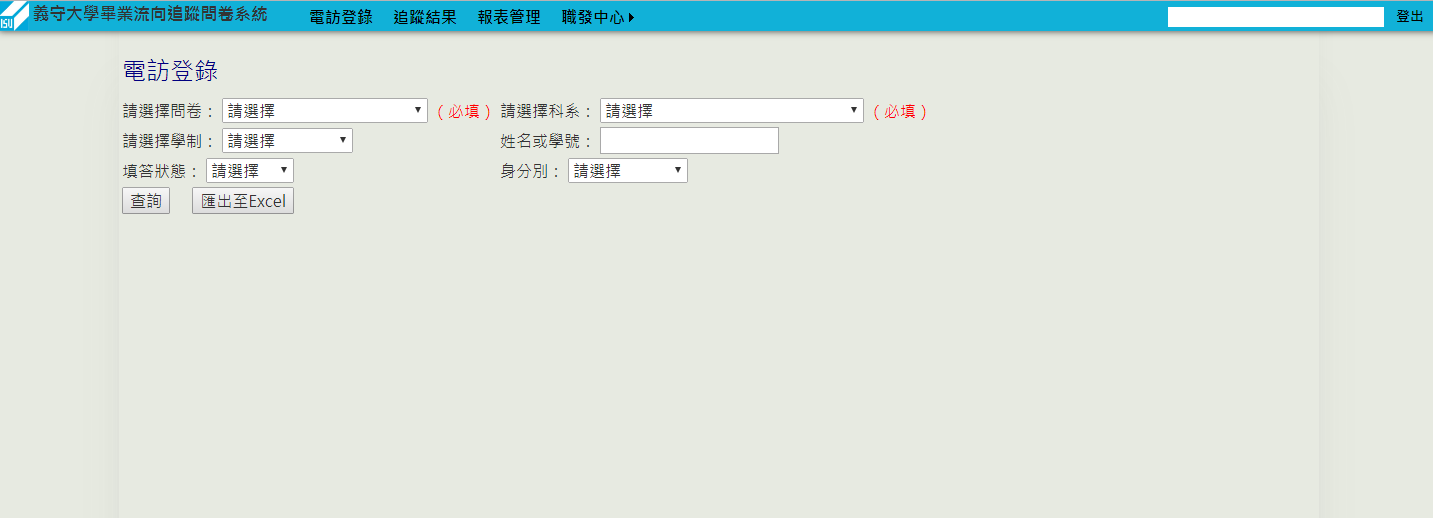 ISU 義守大學畢業流向追蹤問卷系統 電訪登錄 追蹤結果 報表管理 職發中心 登出
電訪登錄
請選擇問卷： 請選擇 （必填） 請選擇科系： 請選擇 （必填）
請選擇學制： 請選擇 姓名或學號：
填答狀態： 請選擇 身分別： 請選擇
查詢 匯出至Excel